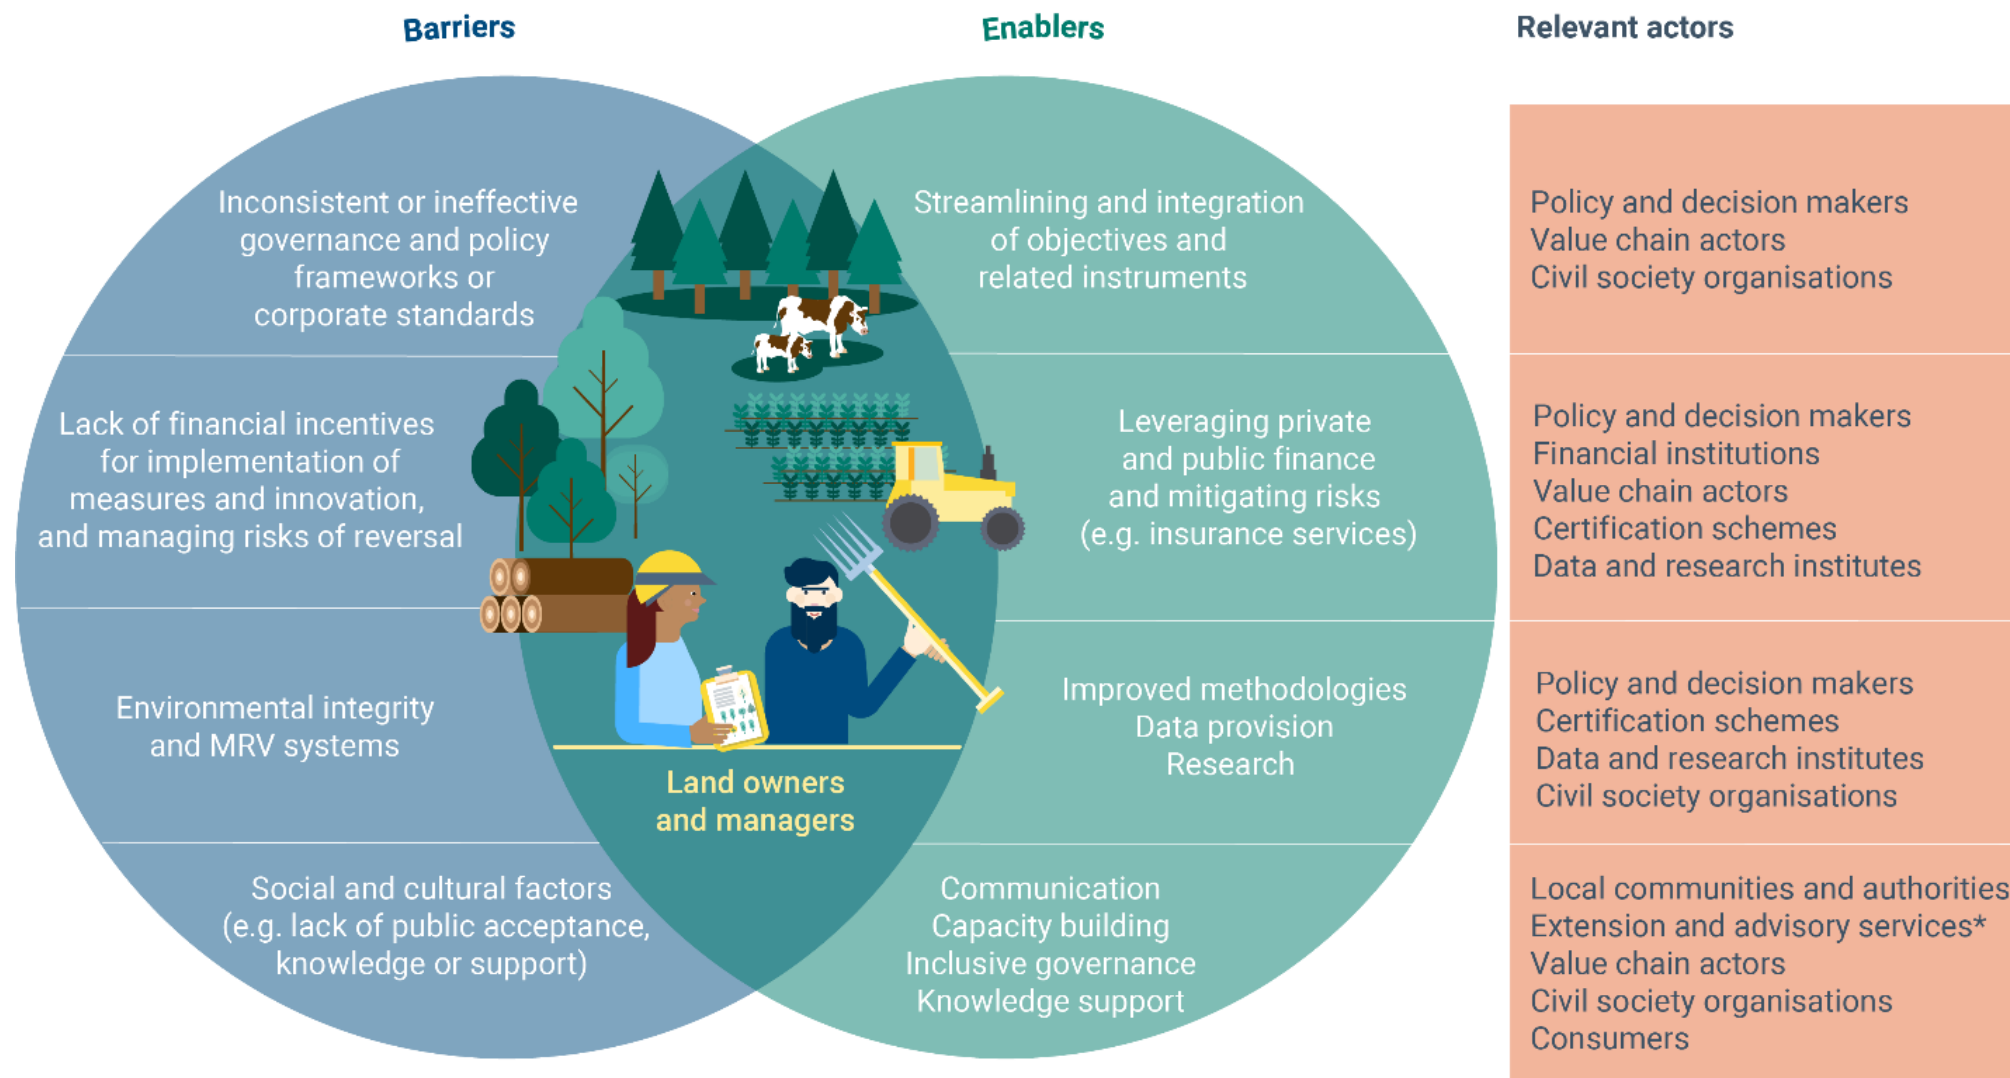 Barriers
Enablers
Relevant actors
Inconsistent or ineffective
governance and policy
frameworks or
corporate standards
Streamlining and integration
of objectives and
related instruments
Policy and decision makers
Value chain actors
Civil society organisations
Lack of financial incentives
for implementation of
measures and innovation,
and managing risks of reversal
Leveraging private
and public finance
and mitigating risks
(e.g. insurance services)
Policy and decision makers
Financial institutions
Value chain actors
Certification schemes
Data and research institutes
Environmental integrity
and MRV systems
Improved methodologies
Data provision
Research
Policy and decision makers
Certification schemes
Data and research institutes
Civil society organisations
Land owners
and managers
Social and cultural factors
(e.g. lack of public acceptance,
knowledge or support)
Communication
Capacity building
Inclusive governance
Knowledge support
Local communities and authorities
Extension and advisory services*
Value chain actors
Civil society organisations
Consumers